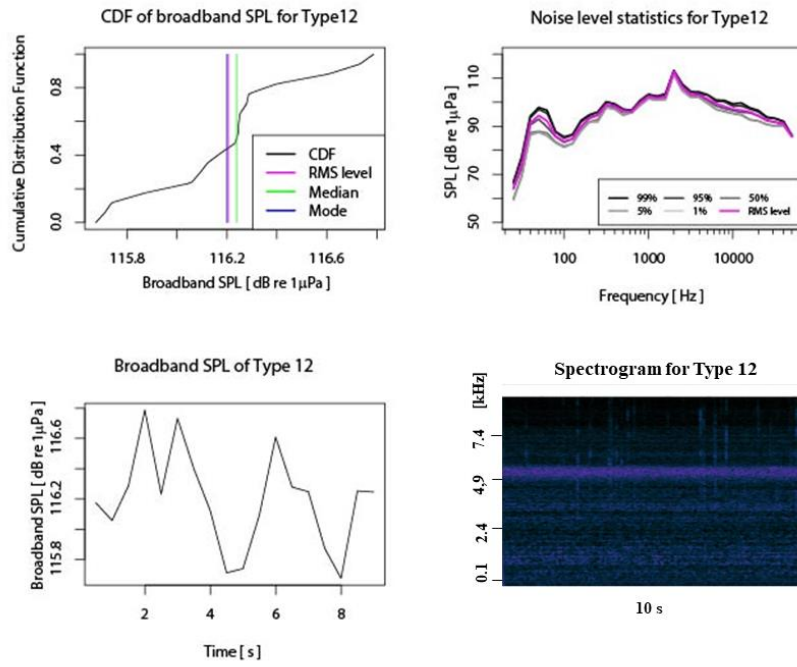 CDF of broadband SPL for Type12
Cumulative Distribution Function
0.8
0.4
0.0
CDF
RMS level
Median
Mode
115.8
116.2
116.6
Broadband SPL [ dB re 1μPa ]
Noise level statistics for Type12
SPL [ dB re 1μPa ]
110
90
70
50
99%
95%
50%
5%
1%
RMS level
100
1000
10000
Frequency [ Hz ]
Broadband SPL of Type 12
Broadband SPL [ dB re 1μPa ]
116.6
116.2
115.8
2
4
6
8
Time [ s ]
Spectrogram for Type 12
[kHz]
7.4
4,9
2.4
0.1
10 s